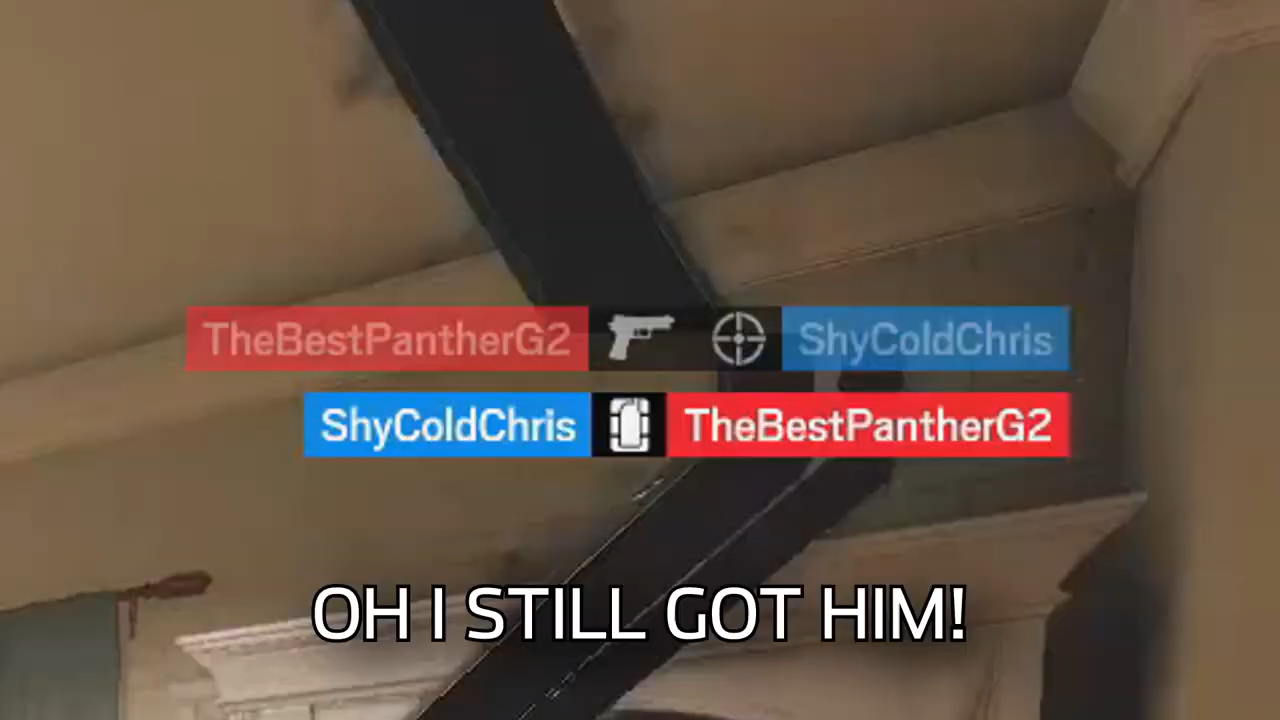 TheBestPantherG2 ShyColdChris
ShyColdChris TheBestPantherG2
OH I STILL GOT HIM!